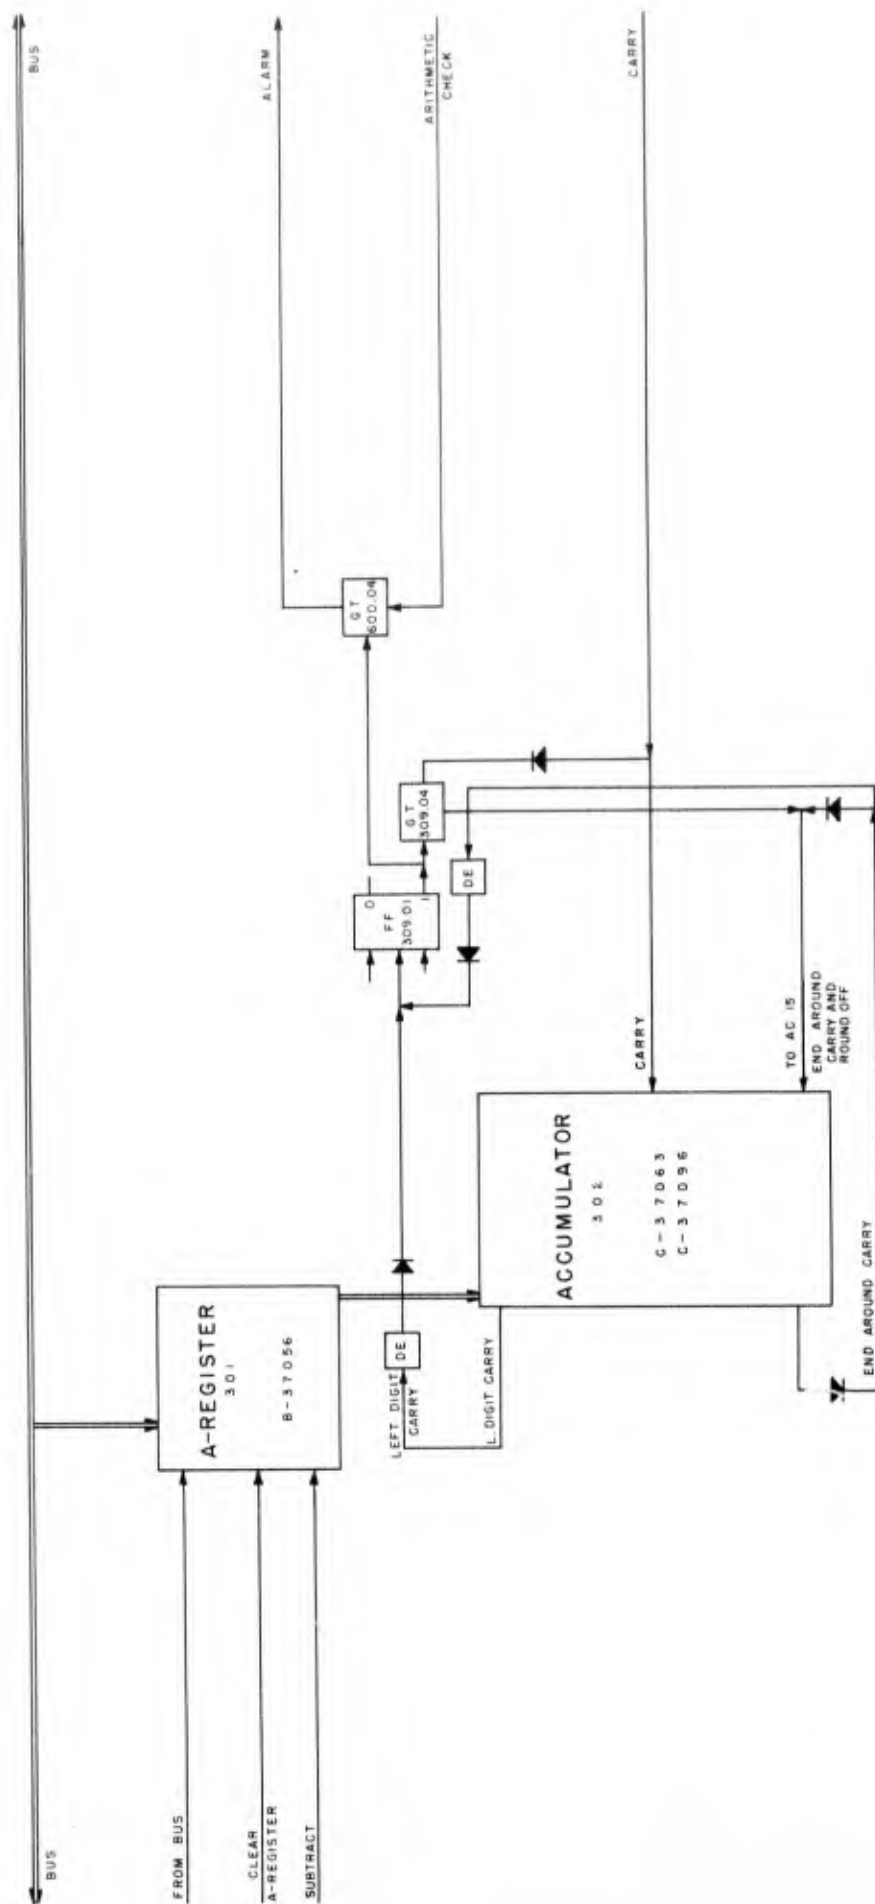 BUS
BUS
ALARM
ARITHMETIC
CHECK
CARRY
GT
600.04
GT
309.04
0
FF
309.01
1
DE
CARRY
TO AC 15
END AROUND
CARRY AND
ROUND OFF
A-REGISTER
301
B-37056
LEFT DIGIT
CARRY
DE
L.DIGIT CARRY
ACCUMULATOR
302
C-37063
C-37096
END AROUND CARRY
FROM BUS
CLEAR
A-REGISTER
SUBTRACT